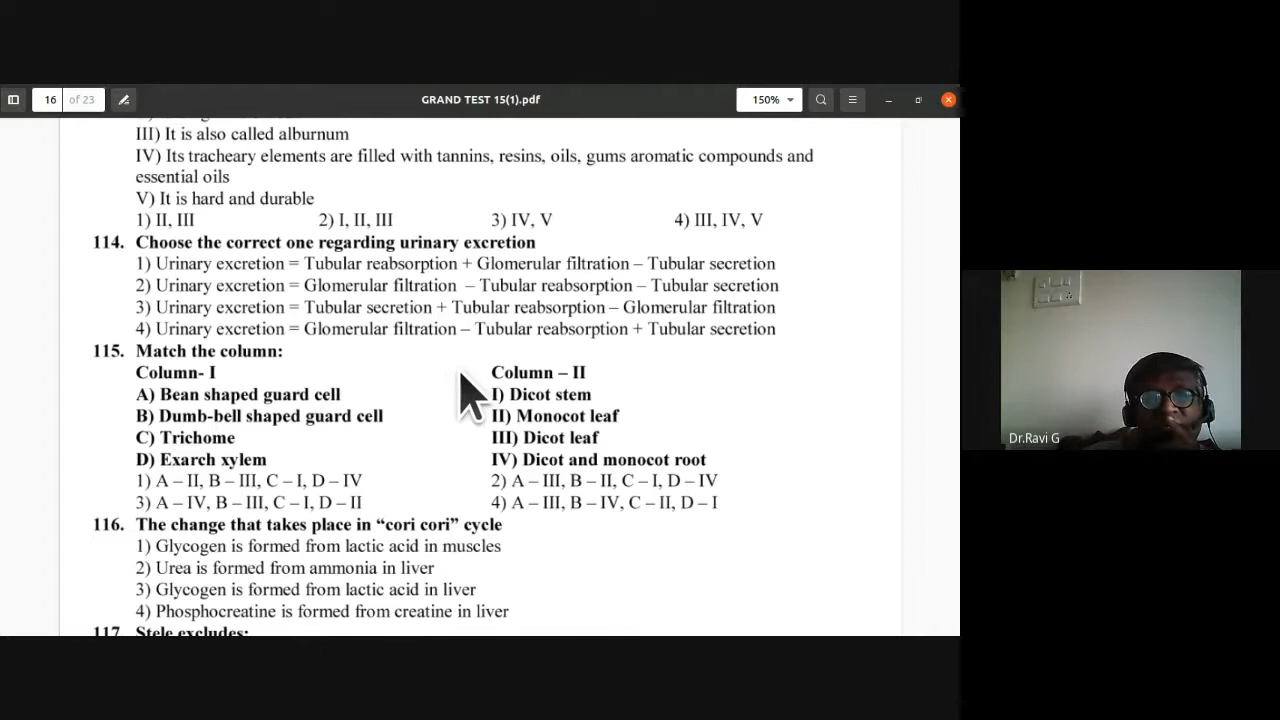 16 of 23
GRAND TEST 15(1).pdf
150%
III) It is also called alburnum
IV) Its tracheary elements are filled with tannins, resins, oils, gums aromatic compounds and
essential oils
V) It is hard and durable
1) II, III 2) I, II, III 3) IV, V 4) III, IV, V
114. Choose the correct one regarding urinary excretion
1) Urinary excretion = Tubular reabsorption + Glomerular filtration – Tubular secretion
2) Urinary excretion = Glomerular filtration – Tubular reabsorption – Tubular secretion
3) Urinary excretion = Tubular secretion + Tubular reabsorption – Glomerular filtration
4) Urinary excretion = Glomerular filtration – Tubular reabsorption + Tubular secretion
115. Match the column:
Column- I Column – II
A) Bean shaped guard cell I) Dicot stem
B) Dumb-bell shaped guard cell II) Monocot leaf
C) Trichome III) Dicot leaf
D) Exarch xylem IV) Dicot and monocot root
1) A – II, B – III, C – I, D – IV 2) A – III, B – II, C – I, D – IV
3) A – IV, B – III, C – I, D – II 4) A – III, B – IV, C – II, D – I
116. The change that takes place in “cori cori” cycle
1) Glycogen is formed from lactic acid in muscles
2) Urea is formed from ammonia in liver
3) Glycogen is formed from lactic acid in liver
4) Phosphocreatine is formed from creatine in liver
117. Stele excludes:
Dr.Ravi G